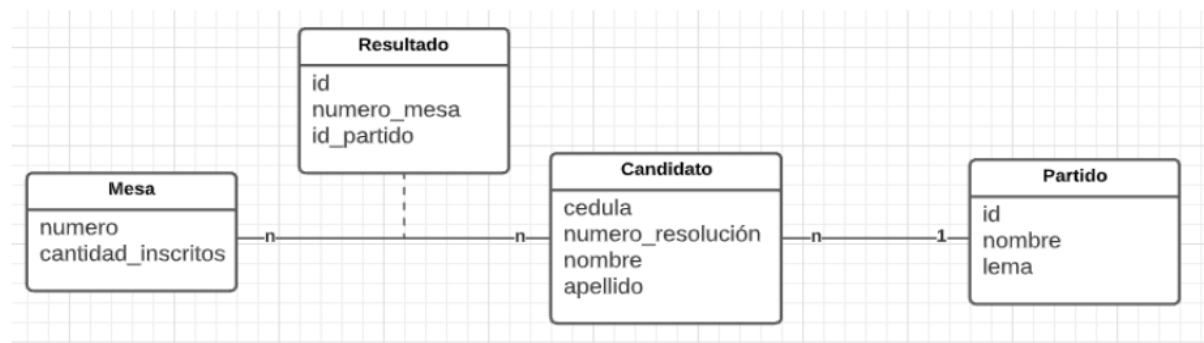 Resultado
id
numero_mesa
id_partido
Mesa
numero
cantidad_inscritos
n
n
Candidato
cedula
numero_resolución
nombre
apellido
n
1
Partido
id
nombre
lema